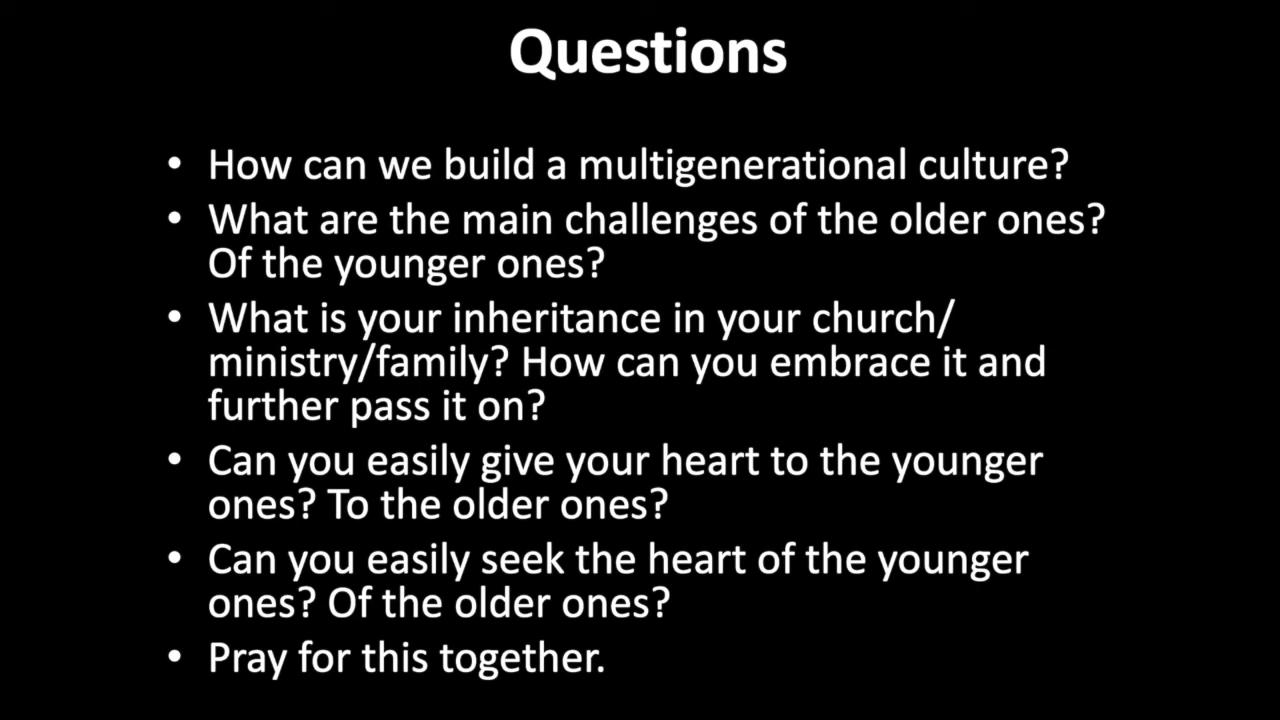 Questions
• How can we build a multigenerational culture?
• What are the main challenges of the older ones?
Of the younger ones?
• What is your inheritance in your church/
ministry/family? How can you embrace it and
further pass it on?
• Can you easily give your heart to the younger
ones? To the older ones?
• Can you easily seek the heart of the younger
ones? Of the older ones?
• Pray for this together.